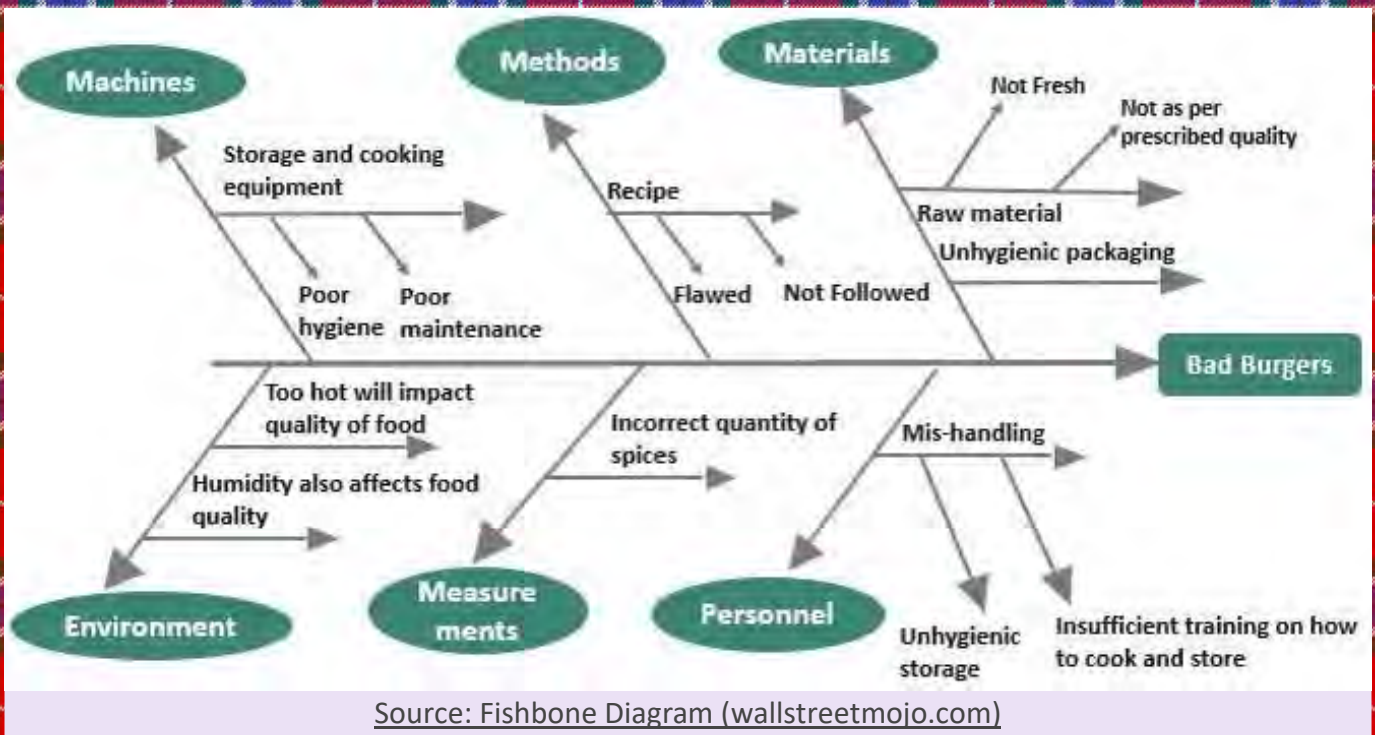 Machines
Methods
Materials
Storage and cooking
equipment
Poor
hygiene
Poor
maintenance
Recipe
Flawed
Not Followed
Not Fresh
Not as per
prescribed quality
Raw material
Unhygienic packaging
Bad Burgers
Too hot will impact
quality of food
Humidity also affects food
quality
Environment
Incorrect quantity of
spices
Measure
ments
Mis-handling
Personnel
Unhygienic
storage
Insufficient training on how
to cook and store
Source: Fishbone Diagram (wallstreetmojo.com)